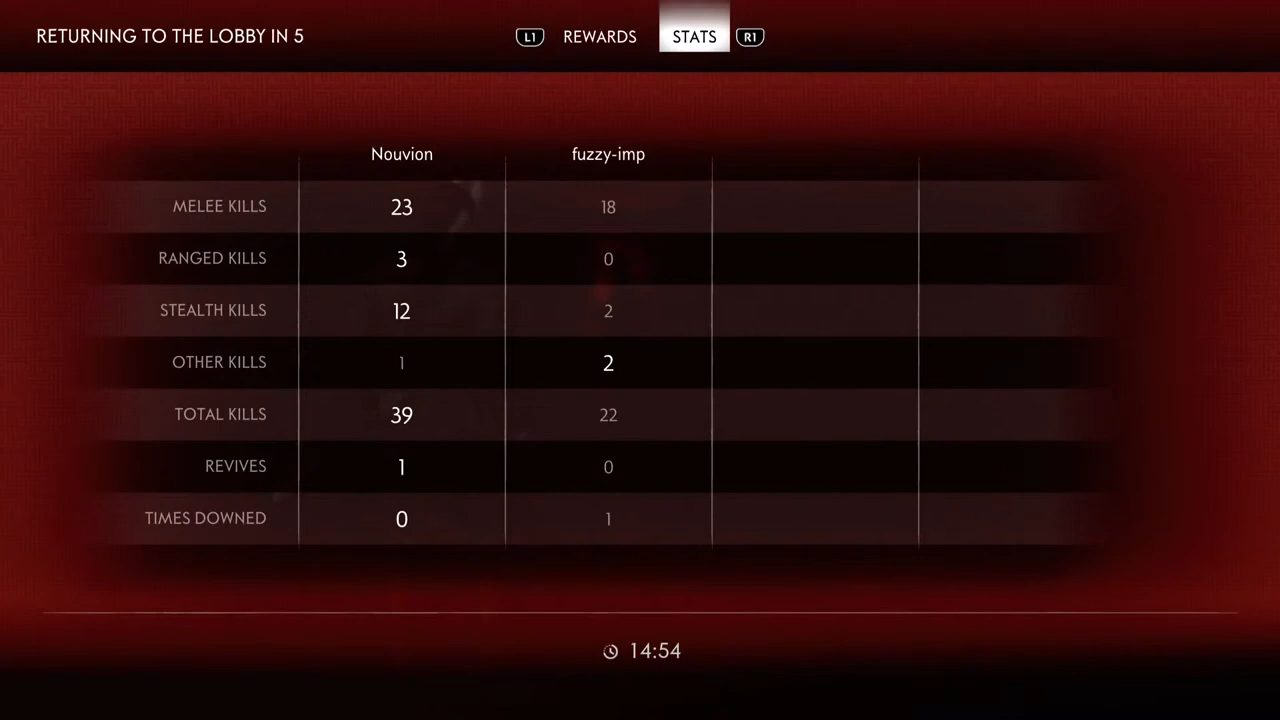 RETURNING TO THE LOBBY IN 5
L1 REWARDS STATS R1
Nouvion fuzzy-imp
MELEE KILLS 23 18
RANGED KILLS 3 0
STEALTH KILLS 12 2
OTHER KILLS 1 2
TOTAL KILLS 39 22
REVIVES 1 0
TIMES DOWNED 0 1
14:54